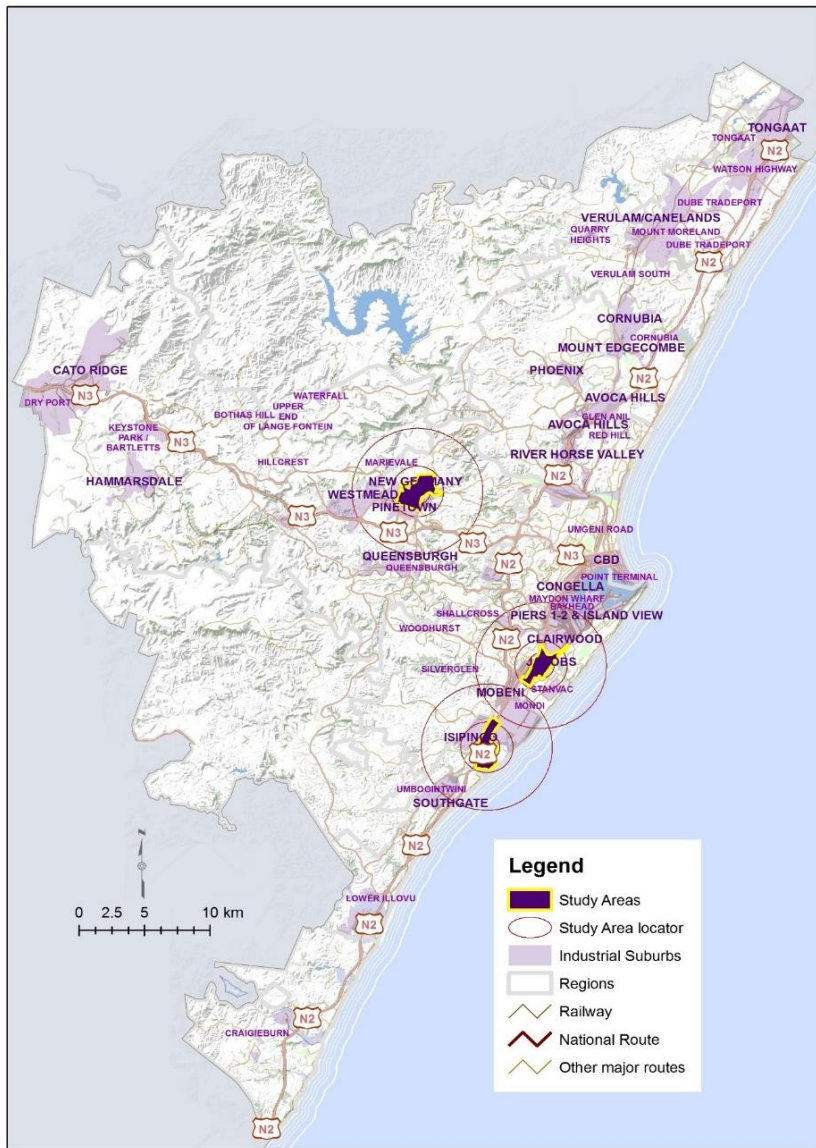 TONGAAT
TONGAAT
N2
WATSON HIGHWAY
DUBE TRADEPORT
VERULAM/CANELANDS
QUARRY
HEIGHTS
MOUNT MORELAND
DUBE TRADEPORT
N2
VERULAM SOUTH
CORNUBIA
CORNUBIA
MOUNT EDGECOMBE
PHOENIX
N2
AVOCA HILLS
CATO RIDGE
N3
DRY PORT
WATERFALL
UPPER
BOTHAS HILL END
OF LANGE FONTEIN
GLEN ANIL
AVOCA HILLS
RED HILL
KEYSTONE
PARK /
BARTLETTS
N3
HILLCREST
MARIEVALE
RIVER HORSE VALLEY
N2
HAMMARSDALE
NEW GERMANY
WESTMEAD
PINETOWN
N3
N3
N3
UMGENI ROAD
N3
QUEENSBURGH
QUEENSBURGH
N2
CBD
POINT TERMINAL
CONGELLA
MAYDON WHARF
BAYHEAD
SHALLCROSS
PIERS 1-2 & ISLAND VIEW
WOODHURST
N2
CLAIRWOOD
SILVERGLEN
JACOBS
STANVAC
MOBENI
MONDI
ISIPINGO
N2
UMBOGINTWINI
SOUTHGATE
N2
N
0 2.5 5 10 km
LOWER ILLOVU
N2
N2
CRAIGIEBURN
N2
Legend
Study Areas
Study Area locator
Industrial Suburbs
Regions
Railway
National Route
Other major routes